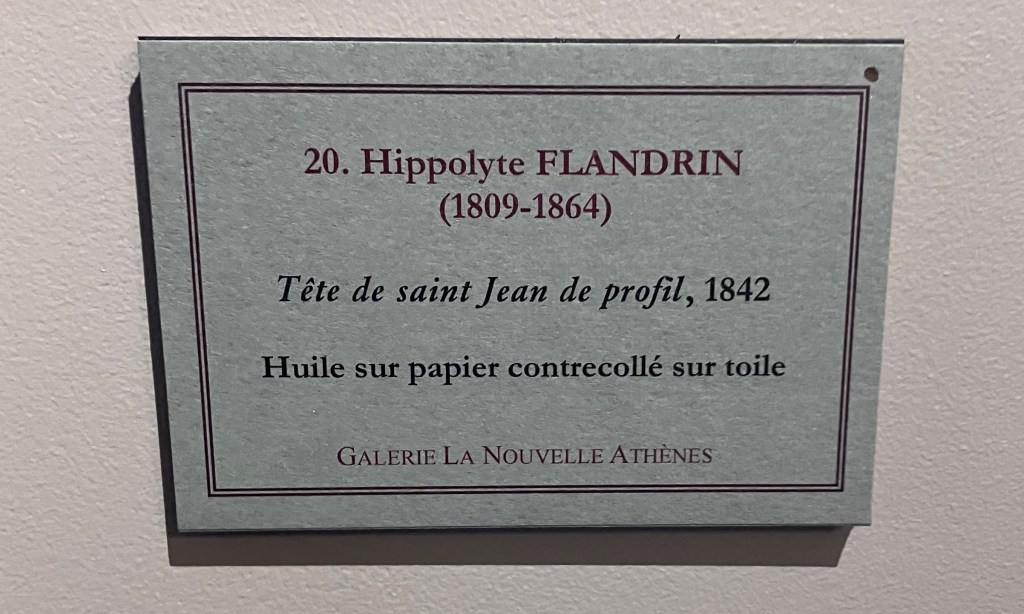 20. Hippolyte FLANDRIN
(1809-1864)
Tête de saint Jean de profil, 1842
Huile sur papier contrecollé sur toile
GALERIE LA NOUVELLE ATHÈNES